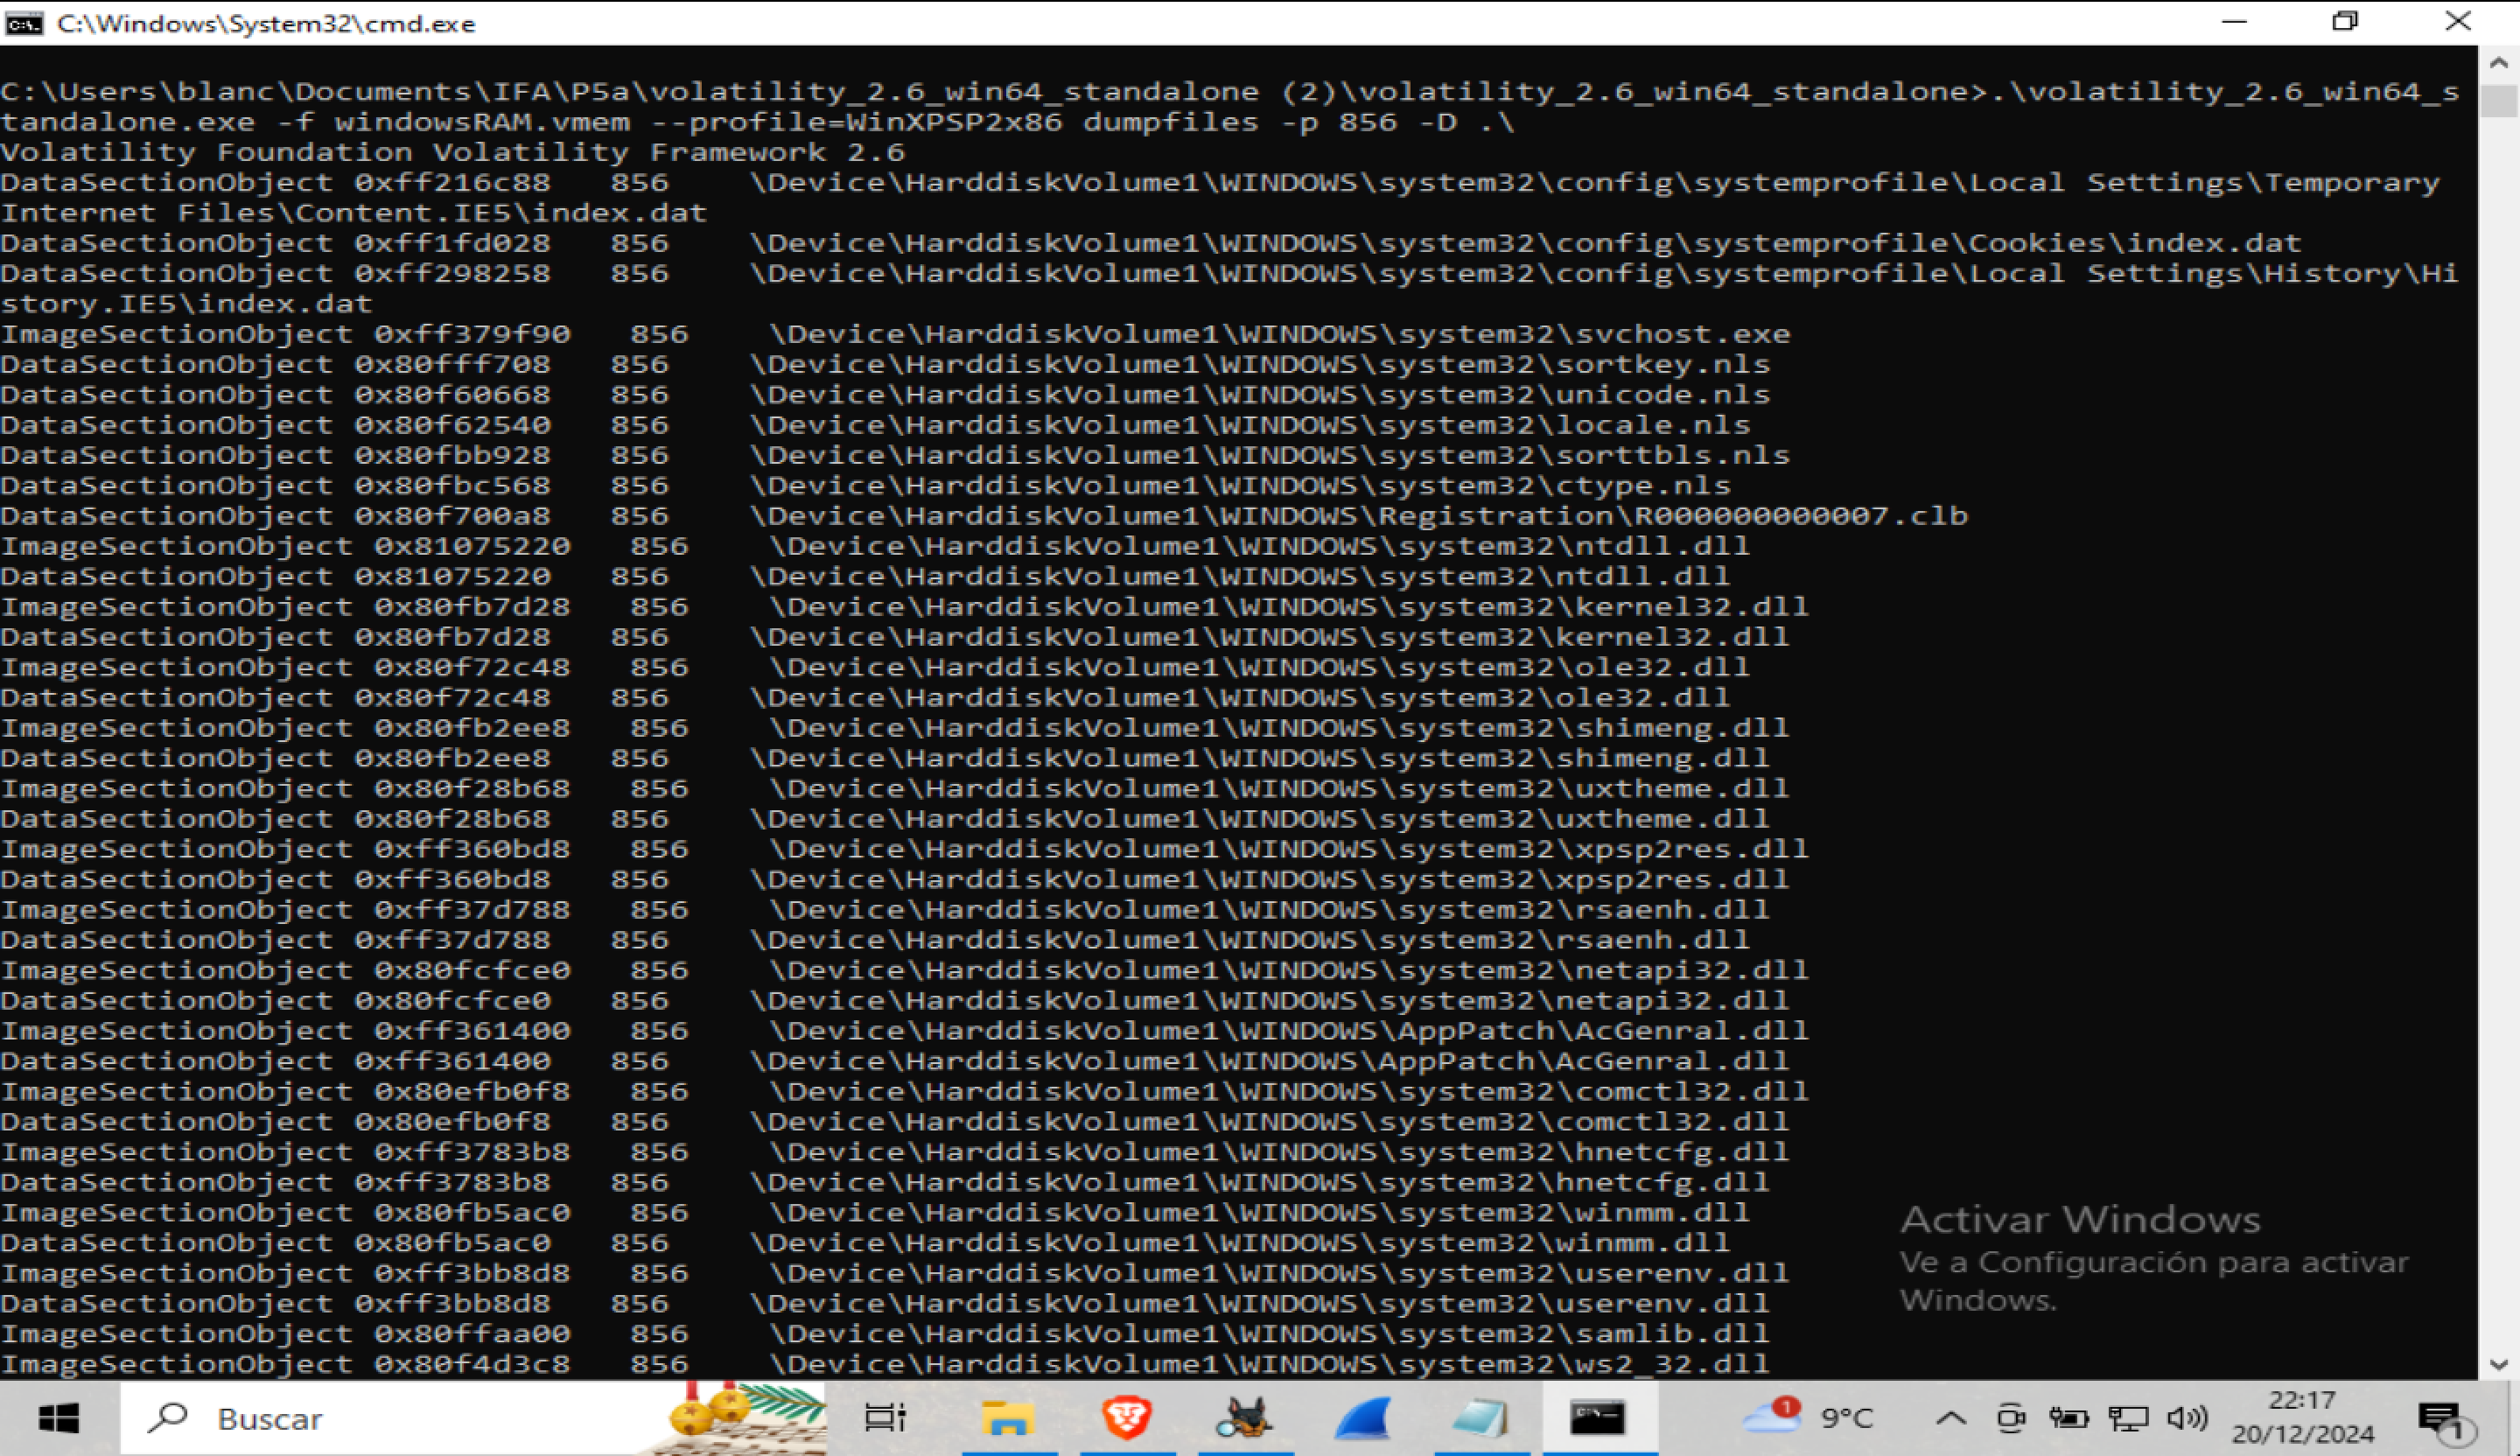 C:\Windows\System32\cmd.exe
C:\Users\blanc\Documents\IFA\P5a\volatility_2.6_win64_standalone (2)\volatility_2.6_win64_standalone>.\volatility_2.6_win64_s
tandalone.exe -f windowsRAM.vmem --profile=WinXPSP2x86 dumpfiles -p 856 -D .\
Volatility Foundation Volatility Framework 2.6
DataSectionObject 0xff216c88   856    \Device\HarddiskVolume1\WINDOWS\system32\config\systemprofile\Local Settings\Temporary
Internet Files\Content.IE5\index.dat
DataSectionObject 0xff1fd028   856    \Device\HarddiskVolume1\WINDOWS\system32\config\systemprofile\Cookies\index.dat
DataSectionObject 0xff298258   856    \Device\HarddiskVolume1\WINDOWS\system32\config\systemprofile\Local Settings\History\Hi
story.IE5\index.dat
ImageSectionObject 0xff379f90   856    \Device\HarddiskVolume1\WINDOWS\system32\svchost.exe
DataSectionObject 0x80fff708   856    \Device\HarddiskVolume1\WINDOWS\system32\sortkey.nls
DataSectionObject 0x80f60668   856    \Device\HarddiskVolume1\WINDOWS\system32\unicode.nls
DataSectionObject 0x80f62540   856    \Device\HarddiskVolume1\WINDOWS\system32\locale.nls
DataSectionObject 0x80fbb928   856    \Device\HarddiskVolume1\WINDOWS\system32\sorttbls.nls
DataSectionObject 0x80fbc568   856    \Device\HarddiskVolume1\WINDOWS\system32\ctype.nls
DataSectionObject 0x80f700a8   856    \Device\HarddiskVolume1\WINDOWS\Registration\R000000000007.clb
ImageSectionObject 0x81075220   856    \Device\HarddiskVolume1\WINDOWS\system32\ntdll.dll
DataSectionObject 0x81075220   856    \Device\HarddiskVolume1\WINDOWS\system32\ntdll.dll
ImageSectionObject 0x80fb7d28   856    \Device\HarddiskVolume1\WINDOWS\system32\kernel32.dll
DataSectionObject 0x80fb7d28   856    \Device\HarddiskVolume1\WINDOWS\system32\kernel32.dll
ImageSectionObject 0x80f72c48   856    \Device\HarddiskVolume1\WINDOWS\system32\ole32.dll
DataSectionObject 0x80f72c48   856    \Device\HarddiskVolume1\WINDOWS\system32\ole32.dll
ImageSectionObject 0x80fb2ee8   856    \Device\HarddiskVolume1\WINDOWS\system32\shimeng.dll
DataSectionObject 0x80fb2ee8   856    \Device\HarddiskVolume1\WINDOWS\system32\shimeng.dll
ImageSectionObject 0x80f28b68   856    \Device\HarddiskVolume1\WINDOWS\system32\uxtheme.dll
DataSectionObject 0x80f28b68   856    \Device\HarddiskVolume1\WINDOWS\system32\uxtheme.dll
ImageSectionObject 0xff360bd8   856    \Device\HarddiskVolume1\WINDOWS\system32\xpsp2res.dll
DataSectionObject 0xff360bd8   856    \Device\HarddiskVolume1\WINDOWS\system32\xpsp2res.dll
ImageSectionObject 0xff37d788   856    \Device\HarddiskVolume1\WINDOWS\system32\rsaenh.dll
DataSectionObject 0xff37d788   856    \Device\HarddiskVolume1\WINDOWS\system32\rsaenh.dll
ImageSectionObject 0x80fcfce0   856    \Device\HarddiskVolume1\WINDOWS\system32\netapi32.dll
DataSectionObject 0x80fcfce0   856    \Device\HarddiskVolume1\WINDOWS\system32\netapi32.dll
ImageSectionObject 0xff361400   856    \Device\HarddiskVolume1\WINDOWS\AppPatch\AcGenral.dll
DataSectionObject 0xff361400   856    \Device\HarddiskVolume1\WINDOWS\AppPatch\AcGenral.dll
ImageSectionObject 0x80efb0f8   856    \Device\HarddiskVolume1\WINDOWS\system32\comctl32.dll
DataSectionObject 0x80efb0f8   856    \Device\HarddiskVolume1\WINDOWS\system32\comctl32.dll
ImageSectionObject 0xff3783b8   856    \Device\HarddiskVolume1\WINDOWS\system32\hnetcfg.dll
DataSectionObject 0xff3783b8   856    \Device\HarddiskVolume1\WINDOWS\system32\hnetcfg.dll
ImageSectionObject 0x80fb5ac0   856    \Device\HarddiskVolume1\WINDOWS\system32\winmm.dll
DataSectionObject 0x80fb5ac0   856    \Device\HarddiskVolume1\WINDOWS\system32\winmm.dll
ImageSectionObject 0xff3bb8d8   856    \Device\HarddiskVolume1\WINDOWS\system32\userenv.dll
DataSectionObject 0xff3bb8d8   856    \Device\HarddiskVolume1\WINDOWS\system32\userenv.dll
ImageSectionObject 0x80ffaa00   856    \Device\HarddiskVolume1\WINDOWS\system32\samlib.dll
ImageSectionObject 0x80f4d3c8   856    \Device\HarddiskVolume1\WINDOWS\system32\ws2_32.dll
Activar Windows
Ve a Configuración para activar
Windows.
Buscar
1
9°C
22:17
20/12/2024
1